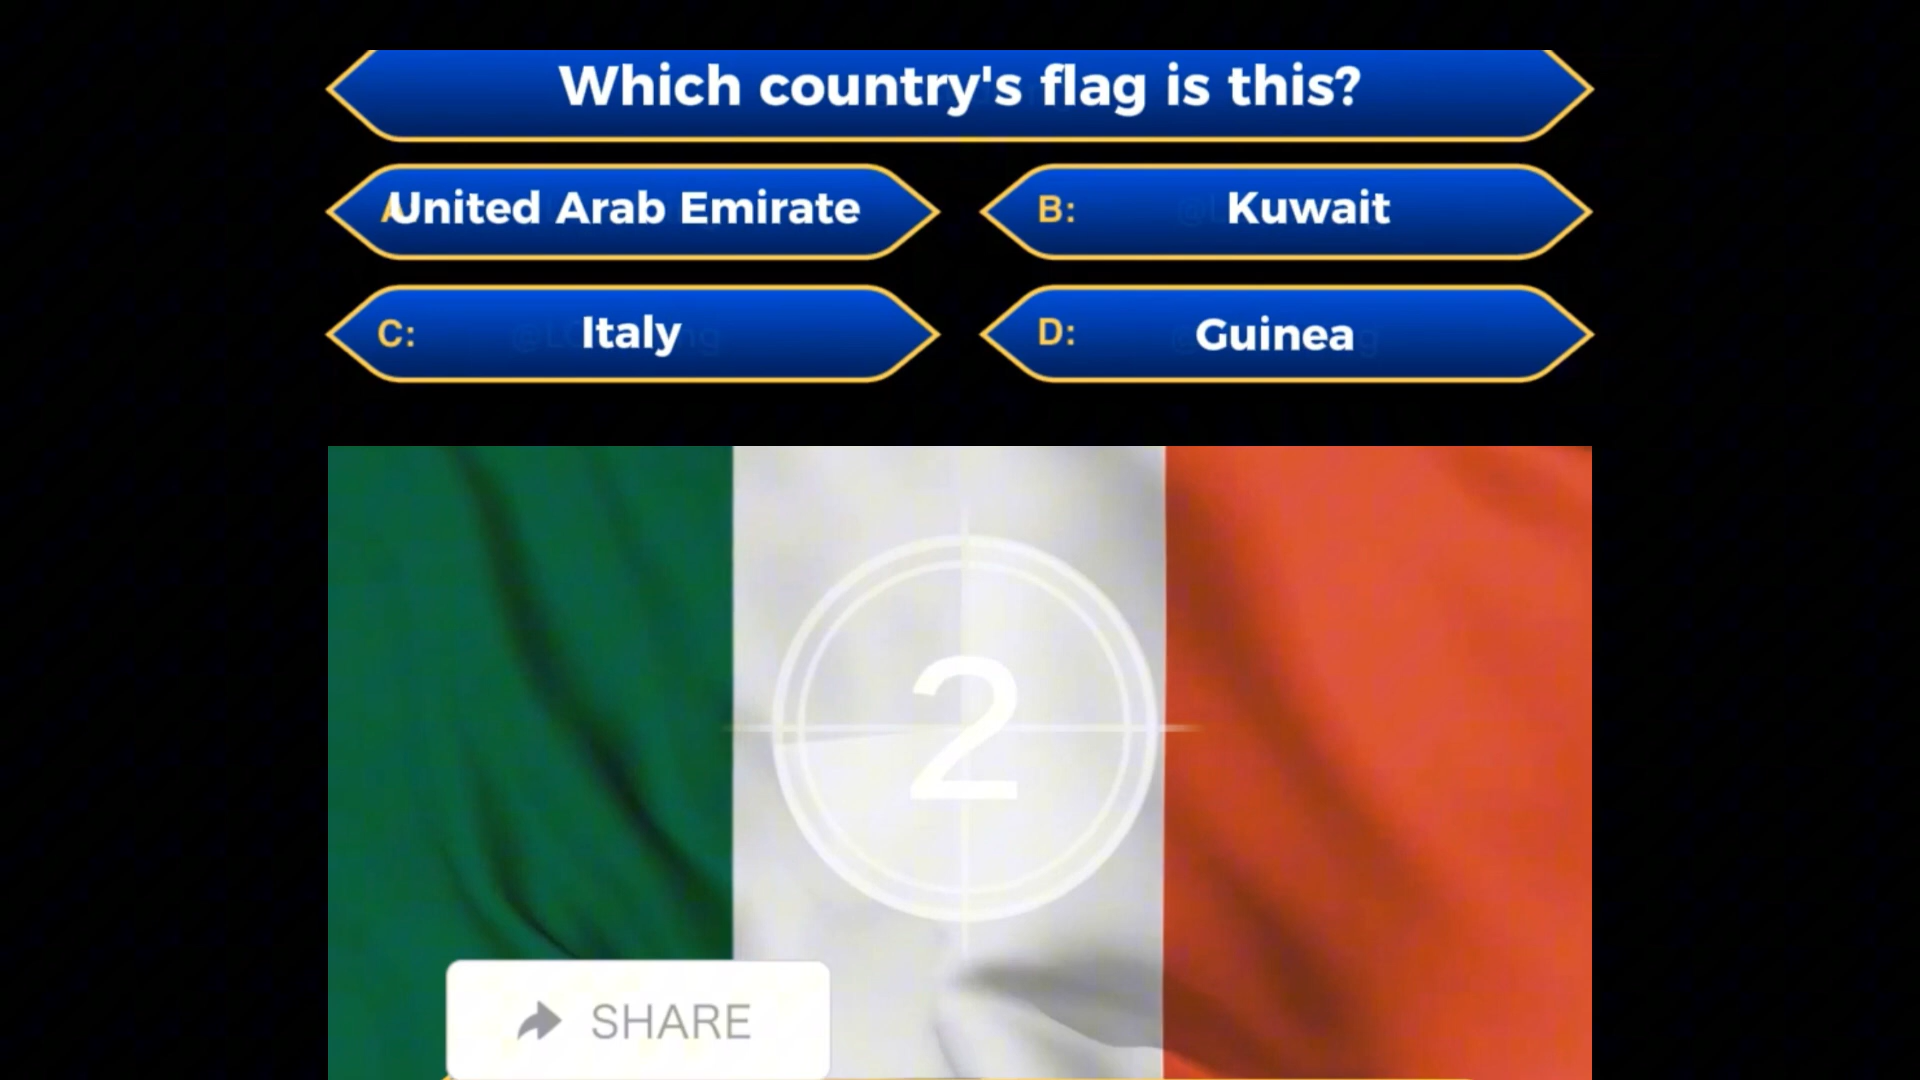 Which country's flag is this?
United Arab Emirate
B: Kuwait
C: Italy
D: Guinea
2
SHARE